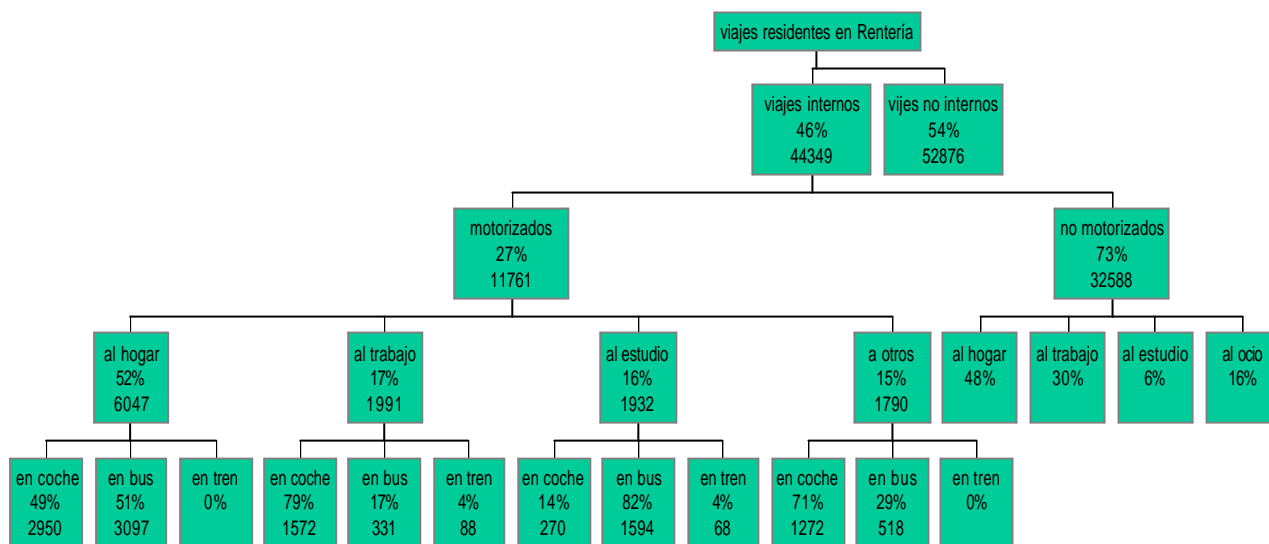 viajes residentes en Rentería
viajes internos
46%
44349
vijes no internos
54%
52876
motorizados
27%
11761
no motorizados
73%
32588
al hogar
52%
6047
al trabajo
17%
1991
al estudio
16%
1932
a otros
15%
1790
al hogar
48%
al trabajo
30%
al estudio
6%
al ocio
16%
en coche
49%
2950
en bus
51%
3097
en tren
0%
en coche
79%
1572
en bus
17%
331
en tren
4%
88
en coche
14%
270
en bus
82%
1594
en tren
4%
68
en coche
71%
1272
en bus
29%
518
en tren
0%